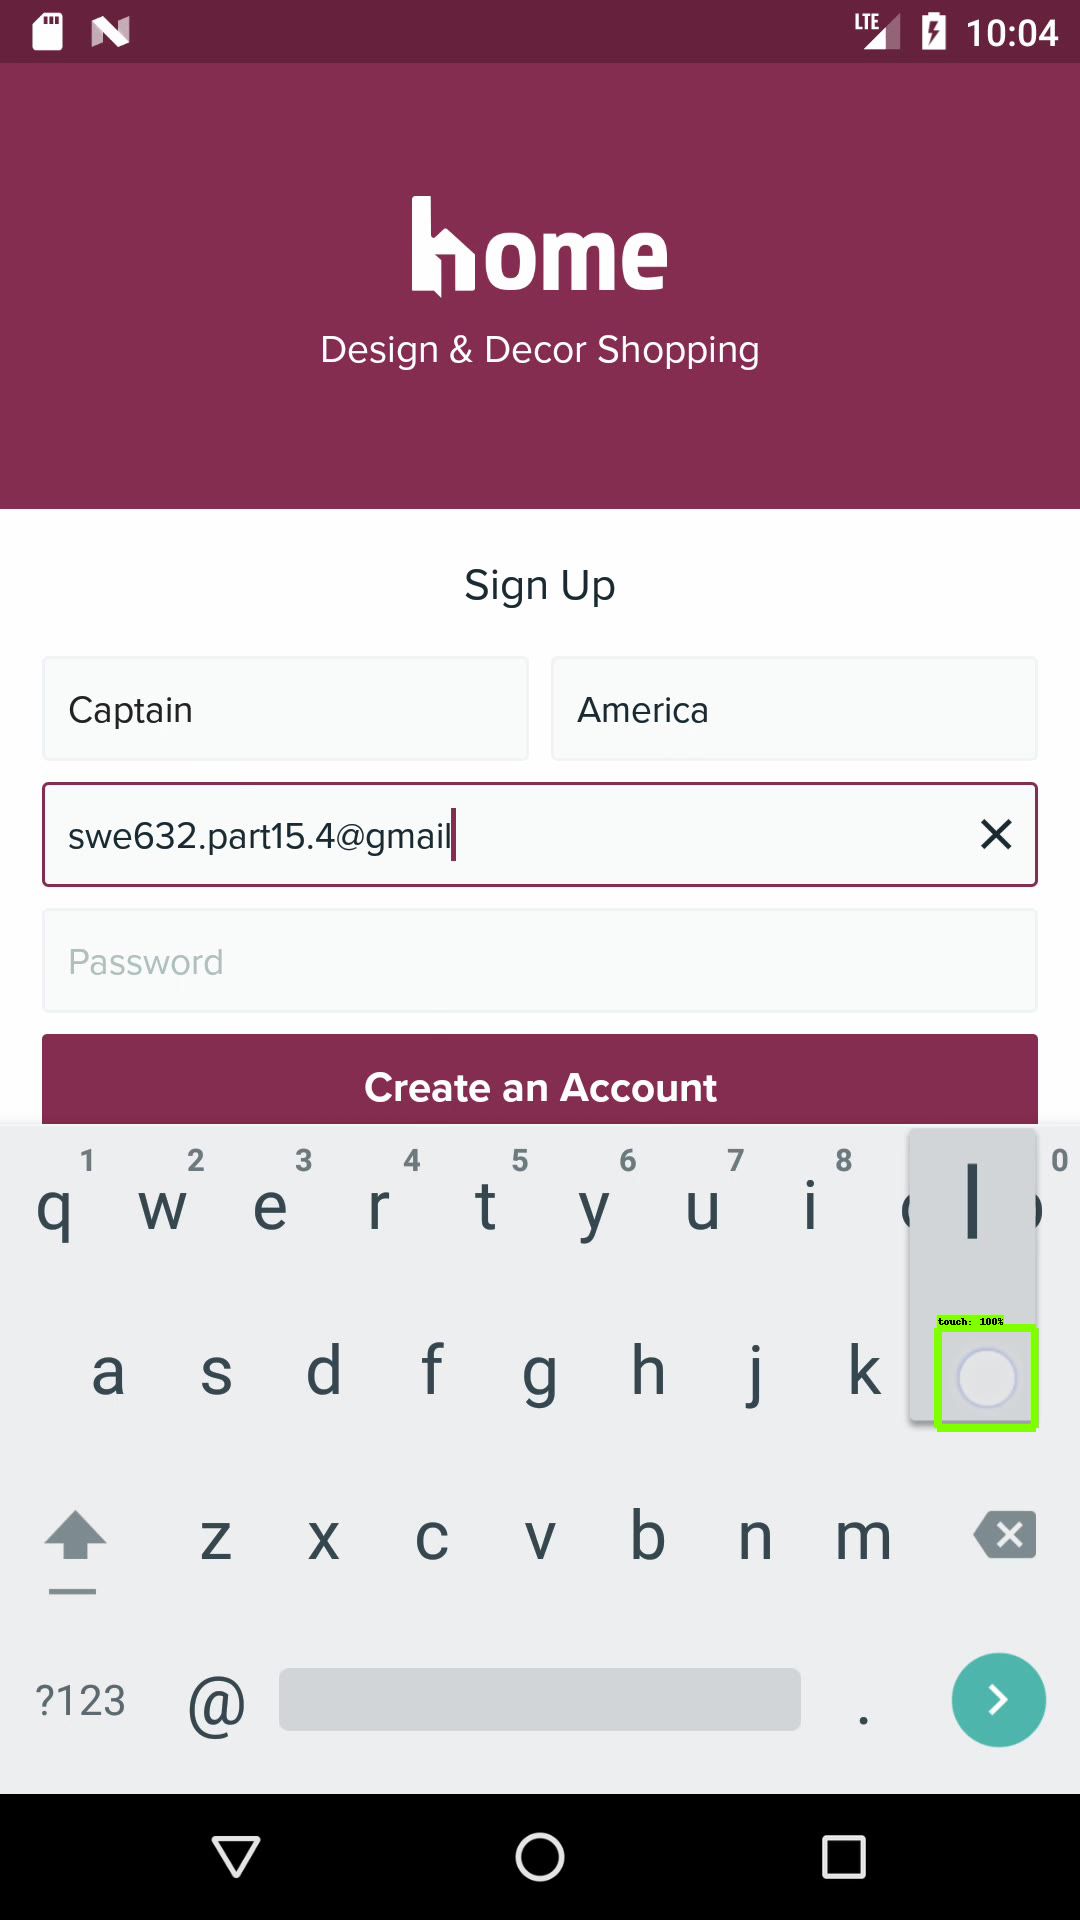 LTE 10:04
home
Design & Decor Shopping
Sign Up
Captain America
swe632.part15.4@gmail
Password
Create an Account
1 2 3 4 5 6 7 8 0
q w e r t y u i l
touch: 100%
a s d f g h j k
z x c v b n m
?123 @ .